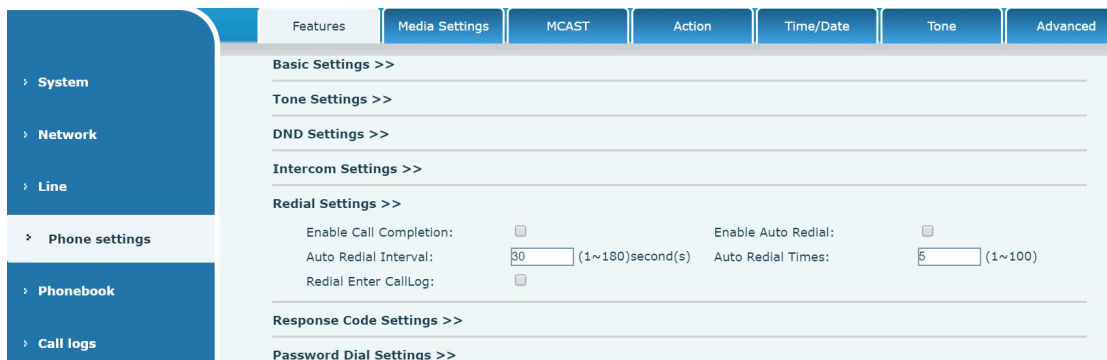 Features Media Settings MCAST Action Time/Date Tone Advanced
System
Network
Line
Phone settings
Phonebook
Call logs
Basic Settings >>
Tone Settings >>
DND Settings >>
Intercom Settings >>
Redial Settings >>
Enable Call Completion: Enable Auto Redial:
Auto Redial Interval: 30 (1~180)second(s) Auto Redial Times: 5 (1~100)
Redial Enter CallLog:
Response Code Settings >>
Password Dial Settings >>